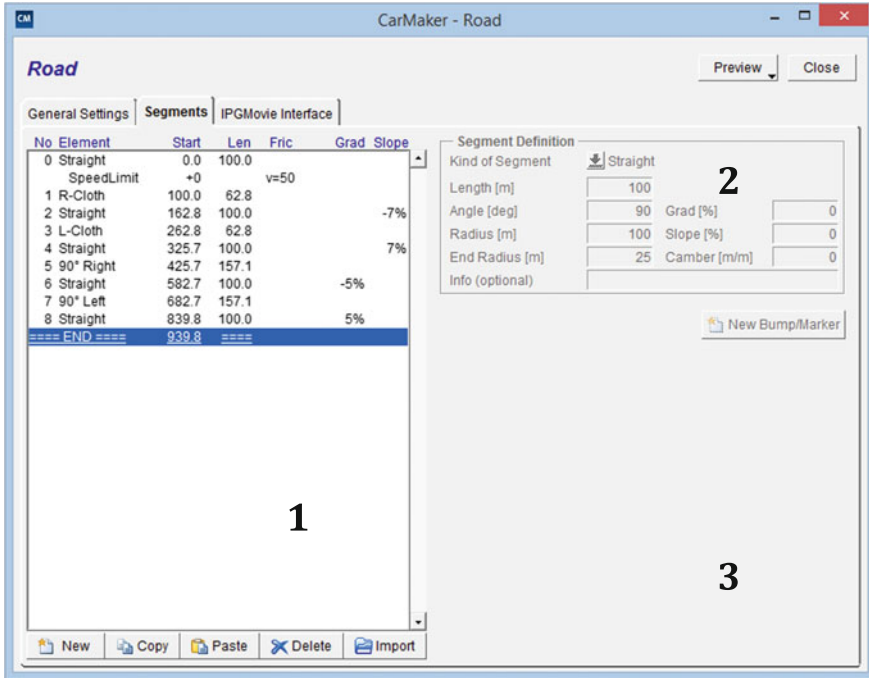 CM CarMaker - Road
Road
Preview Close
General Settings Segments IPGMovie Interface
No Element Start Len Fric Grad Slope
0 Straight 0.0 100.0
SpeedLimit +0 v=50
1 R-Cloth 100.0 62.8
2 Straight 162.8 100.0 -7%
3 L-Cloth 262.8 62.8
4 Straight 325.7 100.0 7%
5 90° Right 425.7 157.1
6 Straight 582.7 100.0 -5%
7 90° Left 682.7 157.1
8 Straight 839.8 100.0 5%
==== END ==== 939.8 ====
1
New Copy Paste Delete Import
Segment Definition
Kind of Segment Straight
2
Length [m] 100
Angle [deg] 90 Grad [%] 0
Radius [m] 100 Slope [%] 0
End Radius [m] 25 Camber [m/m] 0
Info (optional)
New Bump/Marker
3